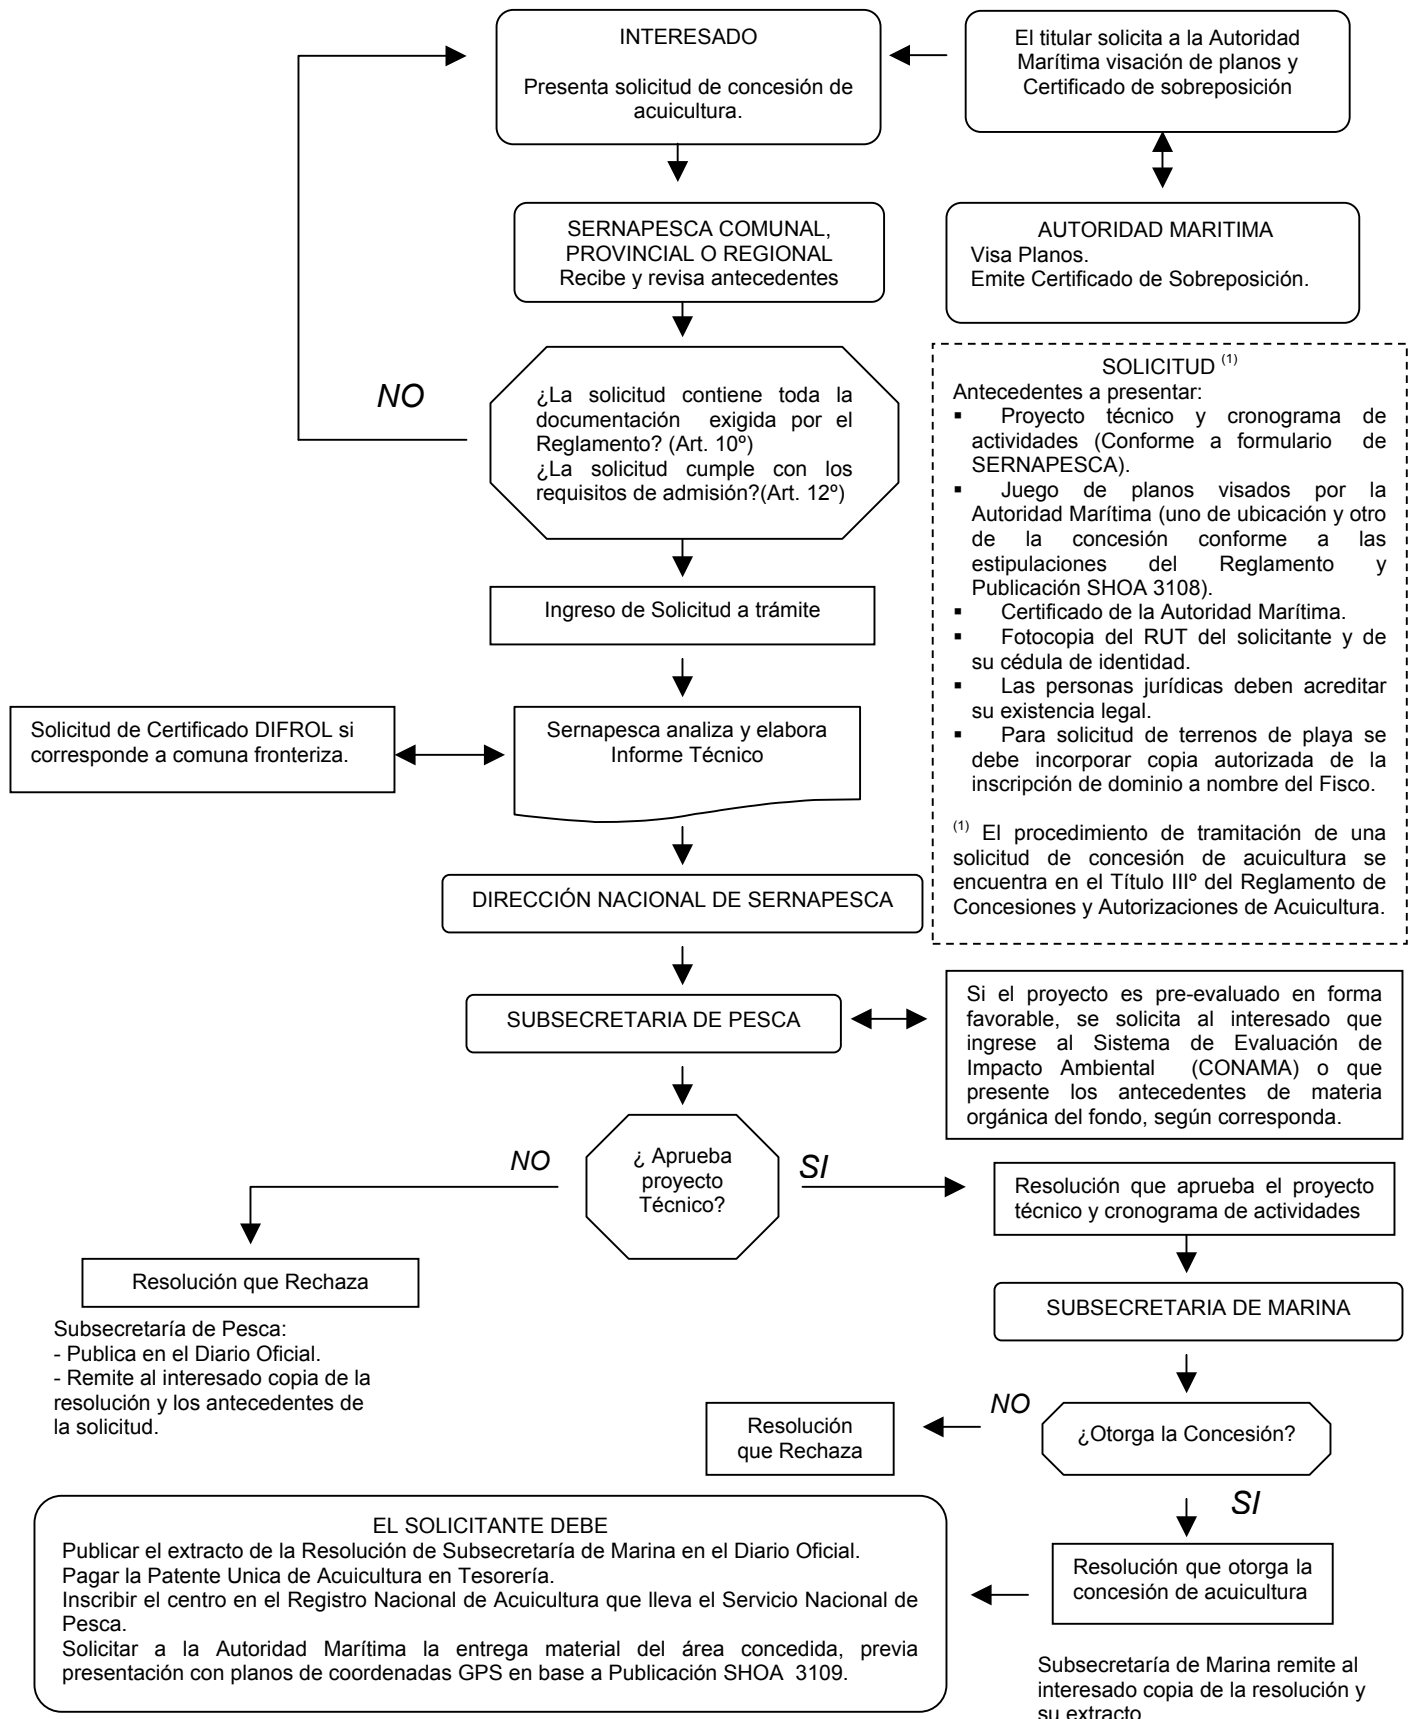 INTERESADO
Presenta solicitud de concesión de
acuicultura.
El titular solicita a la Autoridad
Marítima visación de planos y
Certificado de sobreposición
SERNAPESCA COMUNAL,
PROVINCIAL O REGIONAL
Recibe y revisa antecedentes
AUTORIDAD MARITIMA
Visa Planos.
Emite Certificado de Sobreposición.
NO
¿La solicitud contiene toda la
documentación exigida por el
Reglamento? (Art. 10º)
¿La solicitud cumple con los
requisitos de admisión?(Art. 12º)
SOLICITUD (1)
Antecedentes a presentar:
▪ Proyecto técnico y cronograma de
actividades (Conforme a formulario de
SERNAPESCA).
▪ Juego de planos visados por la
Autoridad Marítima (uno de ubicación y otro
de la concesión conforme a las
estipulaciones del Reglamento y
Publicación SHOA 3108).
▪ Certificado de la Autoridad Marítima.
▪ Fotocopia del RUT del solicitante y de
su cédula de identidad.
▪ Las personas jurídicas deben acreditar
su existencia legal.
▪ Para solicitud de terrenos de playa se
debe incorporar copia autorizada de la
inscripción de dominio a nombre del Fisco.
(1) El procedimiento de tramitación de una
solicitud de concesión de acuicultura se
encuentra en el Título IIIº del Reglamento de
Concesiones y Autorizaciones de Acuicultura.
Ingreso de Solicitud a trámite
Solicitud de Certificado DIFROL si
corresponde a comuna fronteriza.
Sernapesca analiza y elabora
Informe Técnico
DIRECCIÓN NACIONAL DE SERNAPESCA
SUBSECRETARIA DE PESCA
Si el proyecto es pre-evaluado en forma
favorable, se solicita al interesado que
ingrese al Sistema de Evaluación de
Impacto Ambiental (CONAMA) o que
presente los antecedentes de materia
orgánica del fondo, según corresponda.
NO
¿ Aprueba
proyecto
Técnico?
SI
Resolución que aprueba el proyecto
técnico y cronograma de actividades
Resolución que Rechaza
Subsecretaría de Pesca:
- Publica en el Diario Oficial.
- Remite al interesado copia de la
resolución y los antecedentes de
la solicitud.
SUBSECRETARIA DE MARINA
NO
Resolución
que Rechaza
¿Otorga la Concesión?
SI
EL SOLICITANTE DEBE
Publicar el extracto de la Resolución de Subsecretaría de Marina en el Diario Oficial.
Pagar la Patente Unica de Acuicultura en Tesorería.
Inscribir el centro en el Registro Nacional de Acuicultura que lleva el Servicio Nacional de
Pesca.
Solicitar a la Autoridad Marítima la entrega material del área concedida, previa
presentación con planos de coordenadas GPS en base a Publicación SHOA 3109.
Resolución que otorga la
concesión de acuicultura
Subsecretaría de Marina remite al
interesado copia de la resolución y
su extracto